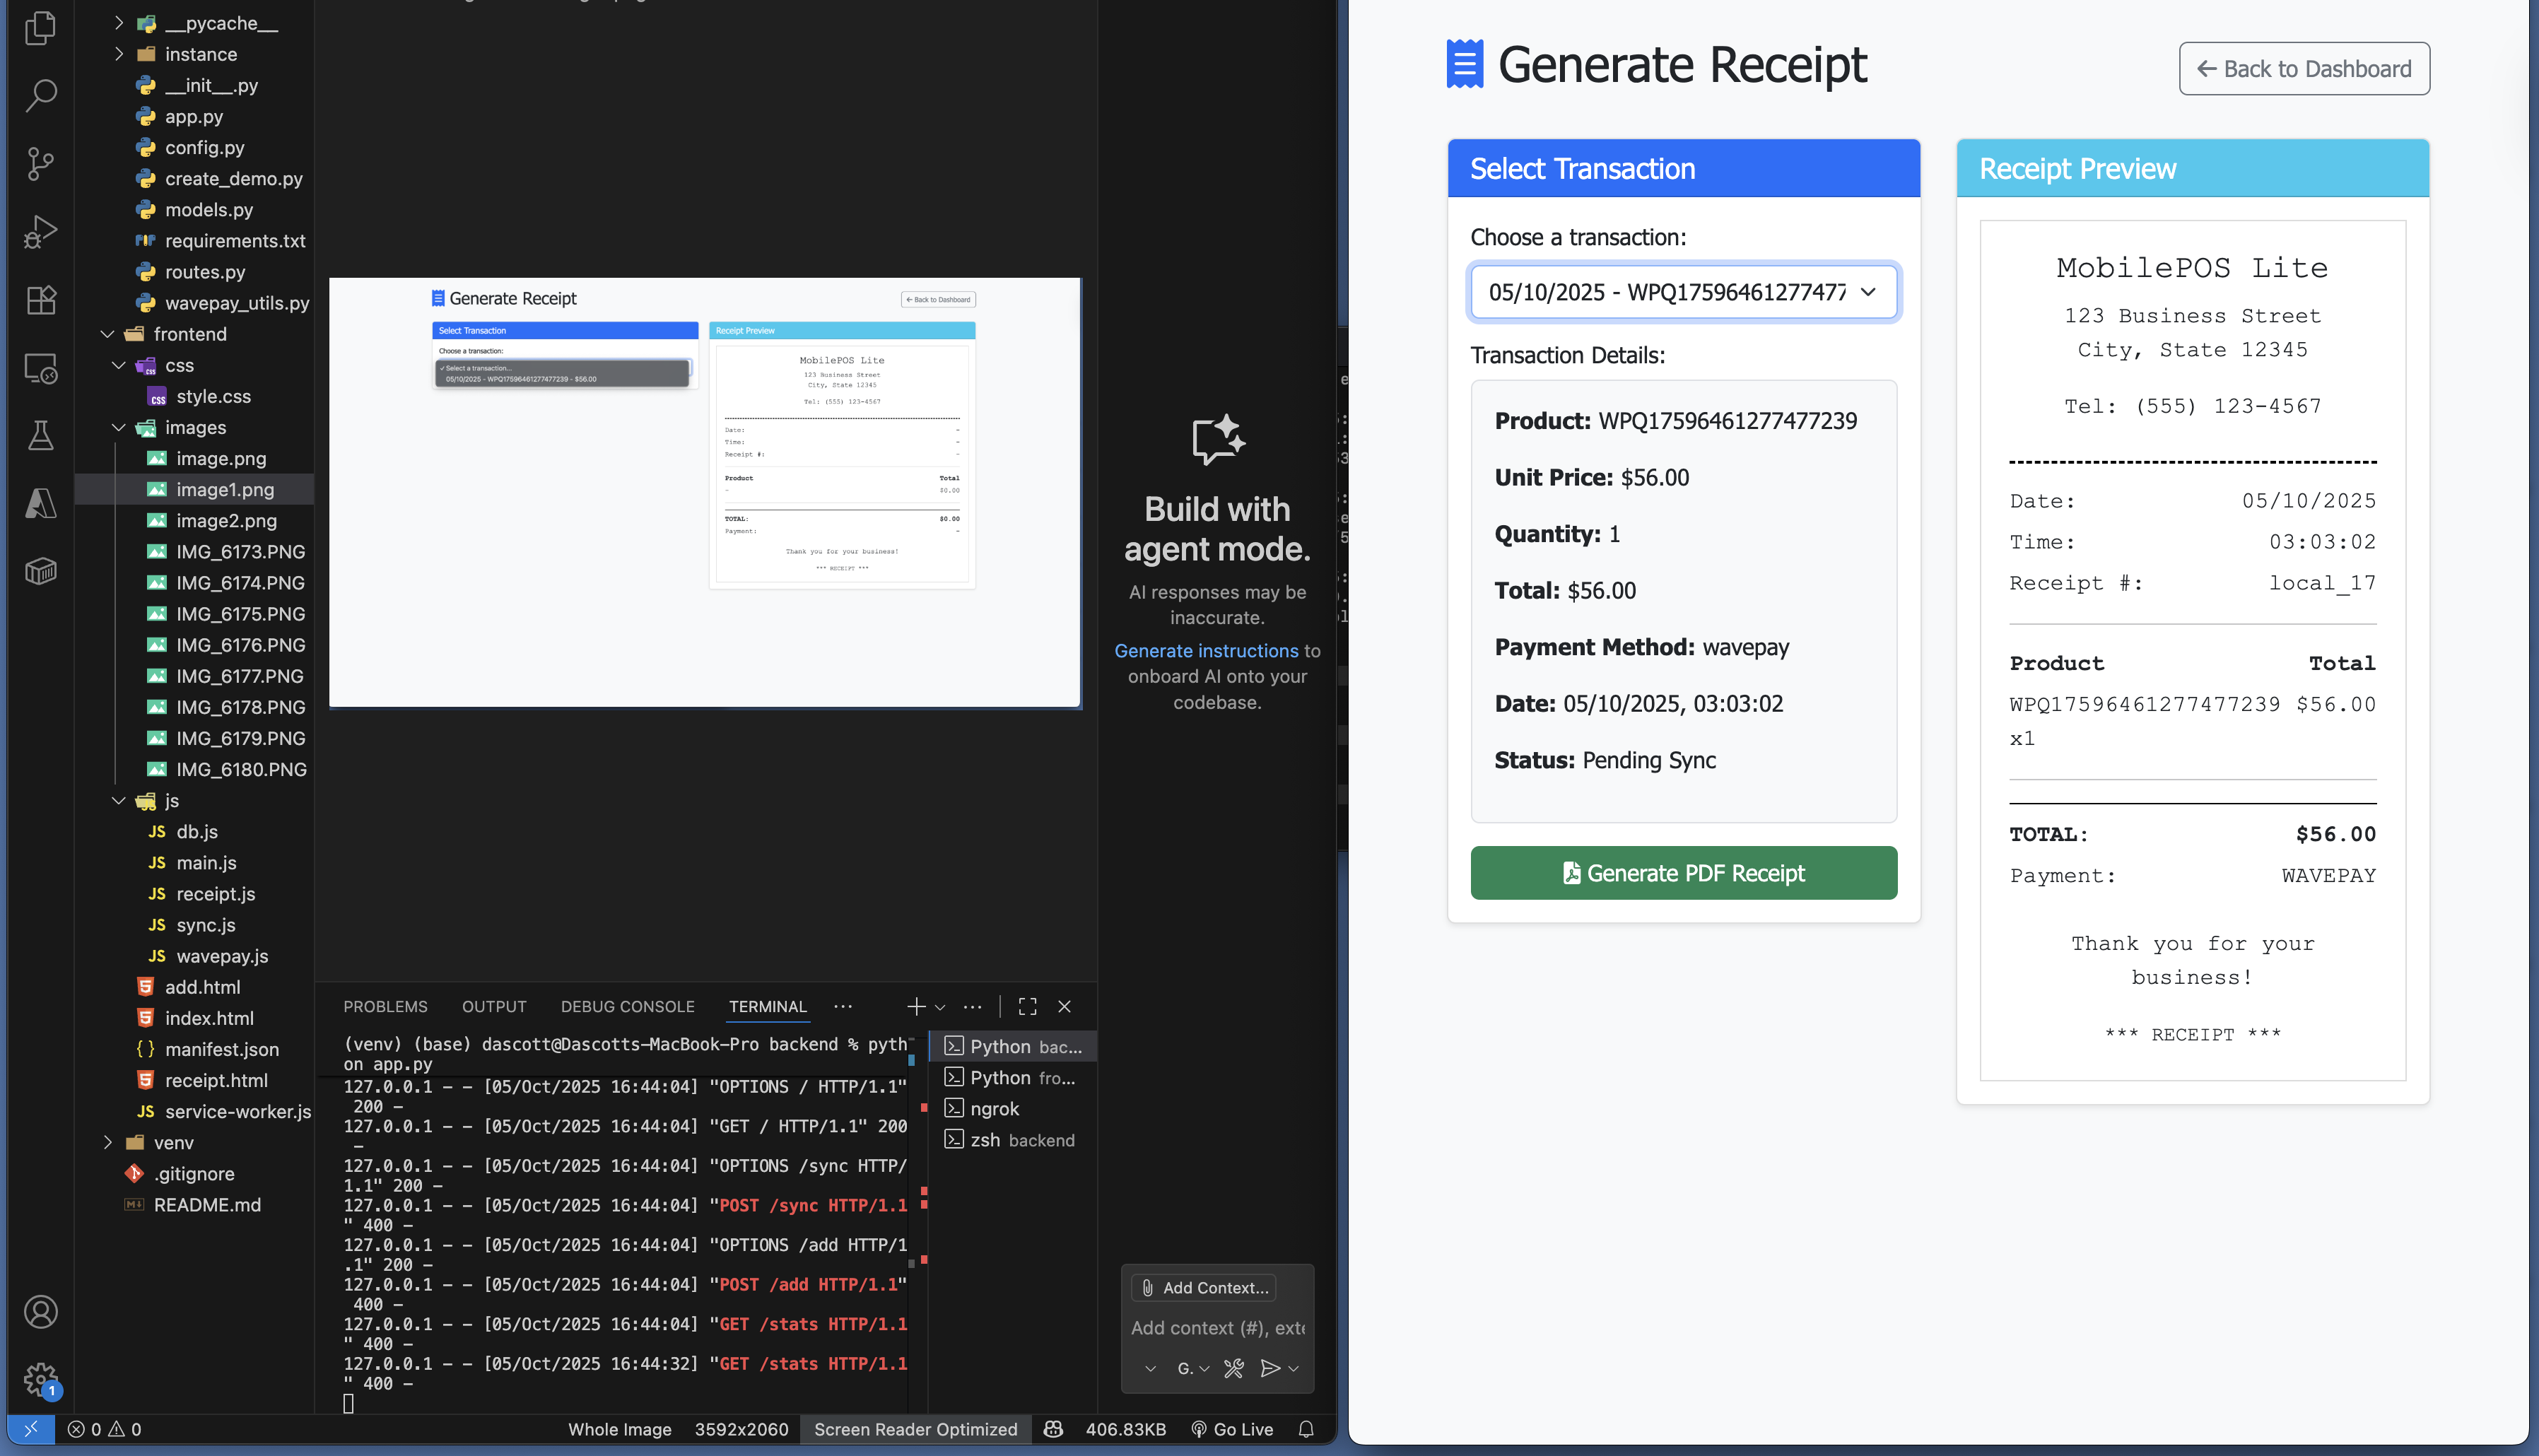 __pycache__
instance
__init__.py
app.py
config.py
create_demo.py
models.py
requirements.txt
routes.py
wavepay_utils.py
frontend
css
style.css
images
image.png
image1.png
image2.png
IMG_6173.PNG
IMG_6174.PNG
IMG_6175.PNG
IMG_6176.PNG
IMG_6177.PNG
IMG_6178.PNG
IMG_6179.PNG
IMG_6180.PNG
js
JS db.js
JS main.js
JS receipt.js
JS sync.js
JS wavepay.js
add.html
index.html
{ } manifest.json
receipt.html
JS service-worker.js
venv
.gitignore
README.md
1
Generate Receipt
← Back to Dashboard
Select Transaction
Choose a transaction:
✓ Select a transaction...
05/10/2025 - WPQ17596461277477239 - $56.00
Receipt Preview
MobilePOS Lite
123 Business Street
City, State 12345
Tel: (555) 123-4567
Date: -
Time: -
Receipt #: -
Product Total
- $0.00
TOTAL: $0.00
Payment: -
Thank you for your business!
*** RECEIPT ***
Build with
agent mode.
AI responses may be
inaccurate.
Generate instructions to
onboard AI onto your
codebase.
PROBLEMS OUTPUT DEBUG CONSOLE TERMINAL
(venv) (base) dascott@Dascotts-MacBook-Pro backend % pyth
on app.py
127.0.0.1 - - [05/Oct/2025 16:44:04] "OPTIONS / HTTP/1.1"
200 -
127.0.0.1 - - [05/Oct/2025 16:44:04] "GET / HTTP/1.1" 200
-
127.0.0.1 - - [05/Oct/2025 16:44:04] "OPTIONS /sync HTTP/
1.1" 200 -
127.0.0.1 - - [05/Oct/2025 16:44:04] "POST /sync HTTP/1.1
" 400 -
127.0.0.1 - - [05/Oct/2025 16:44:04] "OPTIONS /add HTTP/1
.1" 200 -
127.0.0.1 - - [05/Oct/2025 16:44:04] "POST /add HTTP/1.1"
400 -
127.0.0.1 - - [05/Oct/2025 16:44:04] "GET /stats HTTP/1.1
" 400 -
127.0.0.1 - - [05/Oct/2025 16:44:32] "GET /stats HTTP/1.1
" 400 -
Python bac...
Python fro...
ngrok
zsh backend
Add Context...
Add context (#), exte
G.
0 0
Whole Image 3592x2060 Screen Reader Optimized 406.83KB Go Live
Generate Receipt
← Back to Dashboard
Select Transaction
Choose a transaction:
05/10/2025 - WPQ17596461277477
Transaction Details:
Product: WPQ17596461277477239
Unit Price: $56.00
Quantity: 1
Total: $56.00
Payment Method: wavepay
Date: 05/10/2025, 03:03:02
Status: Pending Sync
Generate PDF Receipt
Receipt Preview
MobilePOS Lite
123 Business Street
City, State 12345
Tel: (555) 123-4567
Date: 05/10/2025
Time: 03:03:02
Receipt #: local_17
Product Total
WPQ17596461277477239 $56.00
x1
TOTAL: $56.00
Payment: WAVEPAY
Thank you for your
business!
*** RECEIPT ***